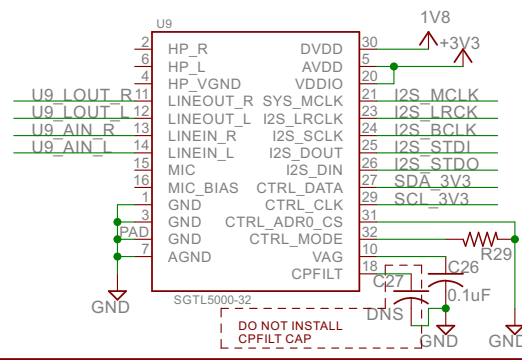 U9
1V8
+3V3
2 HP_R DVDD 30
6 HP_L AVDD 5
4 HP_VGND VDDIO 20
U9_LOUT_R 11 LINEOUT_R SYS_MCLK 21 I2S_MCLK
U9_LOUT_L 12 LINEOUT_L I2S_LRCLK 23 I2S_LRCK
U9_AIN_R 13 LINEIN_R I2S_SCLK 24 I2S_BCLK
U9_AIN_L 14 LINEIN_L I2S_DOUT 25 I2S_STDI
15 MIC I2S_DIN 26 I2S_STDO
16 MIC_BIAS CTRL_DATA 27 SDA_3V3
1 GND CTRL_CLK 29 SCL_3V3
3 GND CTRL_ADR0_CS 31
PAD GND CTRL_MODE 32
R29
7 AGND VAG 10
CPFILT 18
C27 C26
GND
SGTL5000-32
0.1uF
DNS
DO NOT INSTALL
CPFILT CAP
GND
GND